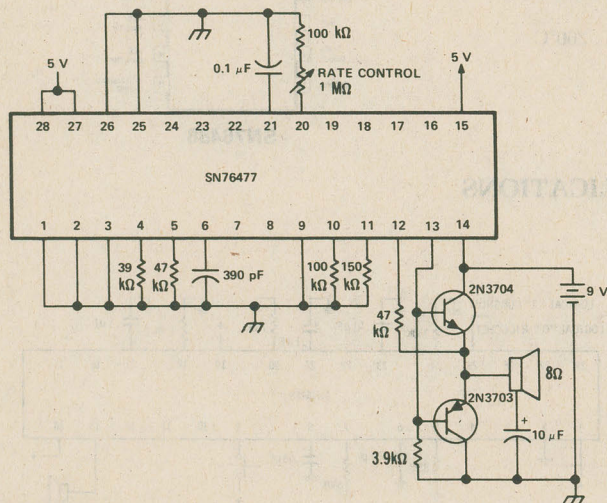 100 kΩ
5 V
0.1 μF
RATE CONTROL
1 MΩ
5 V
28 27 26 25 24 23 22 21 20 19 18 17 16 15
SN76477
1 2 3 4 5 6 7 8 9 10 11 12 13 14
39 kΩ
47 kΩ
390 pF
100 kΩ
150 kΩ
47 kΩ
2N3704
9 V
8Ω
2N3703
+
10 μF
3.9kΩ